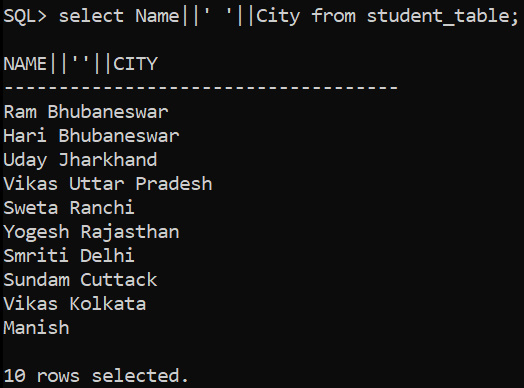 SQL> select Name||' '||City from student_table;
NAME||''||CITY
------------------------------------
Ram Bhubaneswar
Hari Bhubaneswar
Uday Jharkhand
Vikas Uttar Pradesh
Sweta Ranchi
Yogesh Rajasthan
Smriti Delhi
Sundam Cuttack
Vikas Kolkata
Manish
10 rows selected.